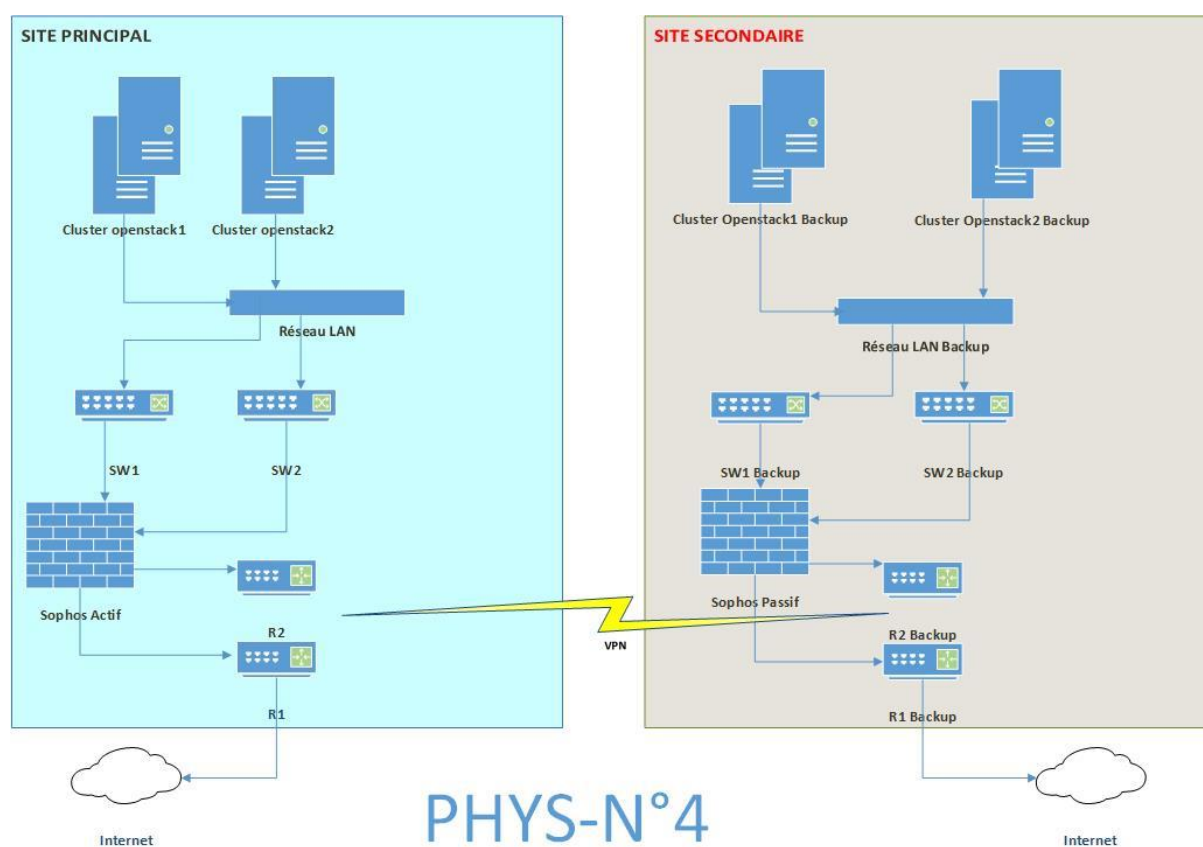 SITE PRINCIPAL
SITE SECONDAIRE
Cluster openstack1
Cluster openstack2
Cluster Openstack1 Backup
Cluster Openstack2 Backup
Réseau LAN
Réseau LAN Backup
SW1
SW2
SW1 Backup
SW2 Backup
Sophos Actif
Sophos Passif
R2
VPN
R2 Backup
R1
R1 Backup
PHYS-N°4
Internet
Internet